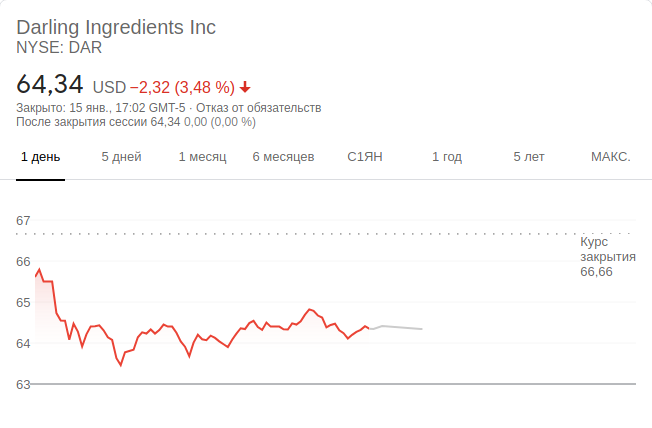 Darling Ingredients Inc
NYSE: DAR
64,34 USD −2,32 (3,48 %)
Закрыто: 15 янв., 17:02 GMT-5 · Отказ от обязательств
После закрытия сессии 64,34 0,00 (0,00 %)
1 день 5 дней 1 месяц 6 месяцев С1ЯН 1 год 5 лет МАКС.
67
Курс
закрытия
66,66
66
65
64
63